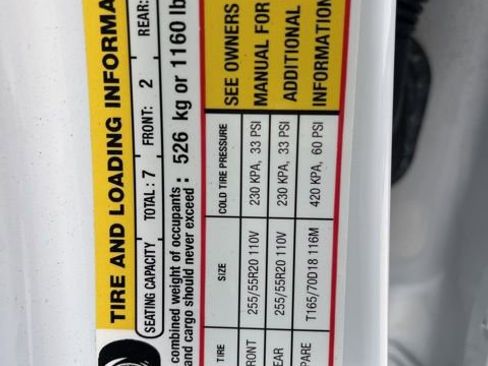 TIRE AND LOADING INFORMA
SEATING CAPACITY TOTAL : 7 FRONT: 2 REAR:
combined weight of occupants
and cargo should never exceed : 526 kg or 1160 lb
TIRE SIZE COLD TIRE PRESSURE
RONT 255/55R20 110V 230 KPA, 33 PSI
EAR 255/55R20 110V 230 KPA, 33 PSI
PARE T165/70D18 116M 420 KPA, 60 PSI
SEE OWNERS
MANUAL FOR
ADDITIONAL
INFORMATION